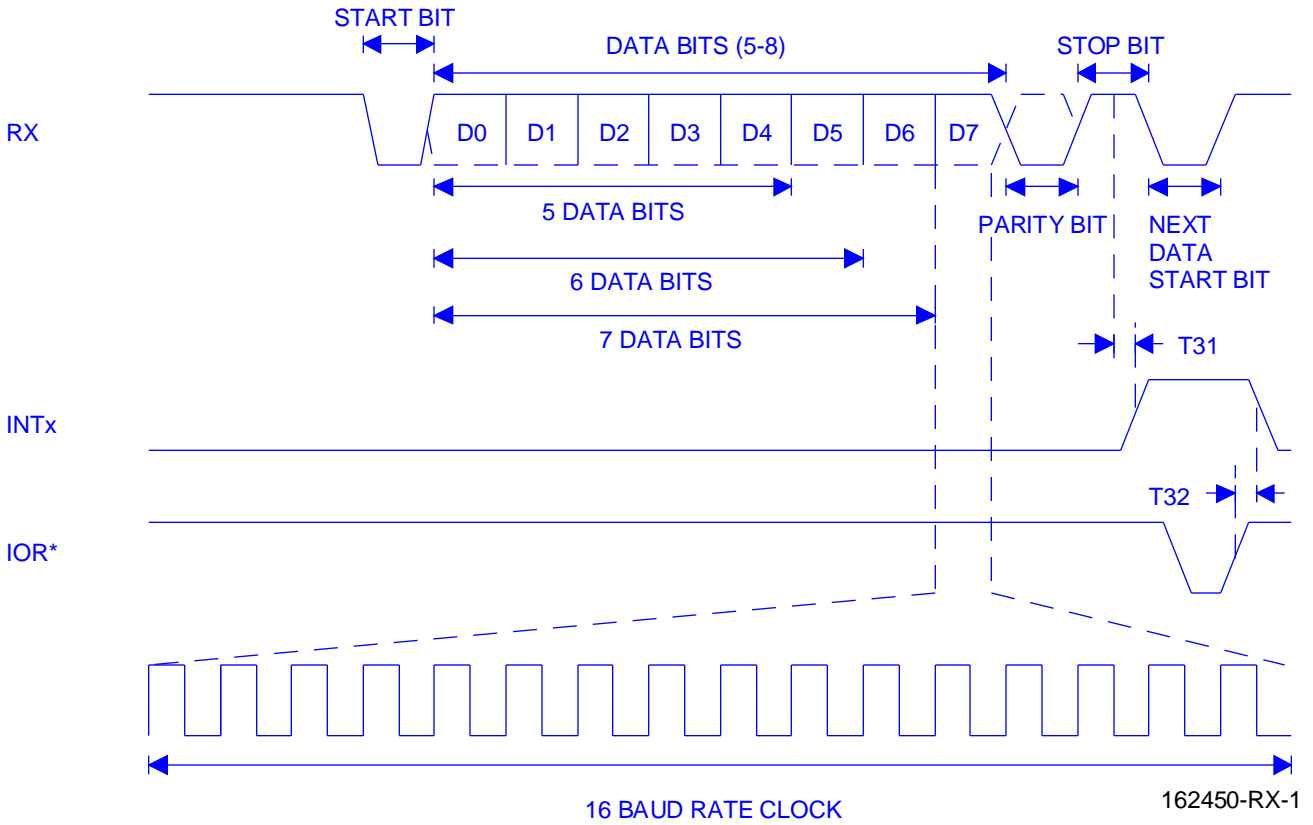 START BIT
DATA BITS (5-8)
STOP BIT
RX
D0 D1 D2 D3 D4 D5 D6 D7
5 DATA BITS
PARITY BIT
NEXT
DATA
START BIT
6 DATA BITS
7 DATA BITS
T31
INTx
T32
IOR*
16 BAUD RATE CLOCK
162450-RX-1